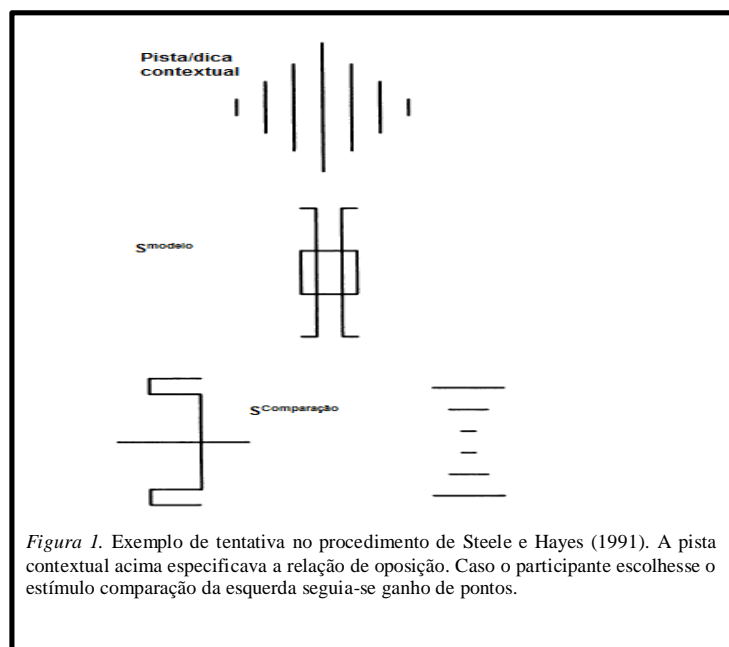 Pista/dica
contextual
Smodelo
SComparação
Figura 1. Exemplo de tentativa no procedimento de Steele e Hayes (1991). A pista
contextual acima especificava a relação de oposição. Caso o participante escolhesse o
estímulo comparação da esquerda seguia-se ganho de pontos.